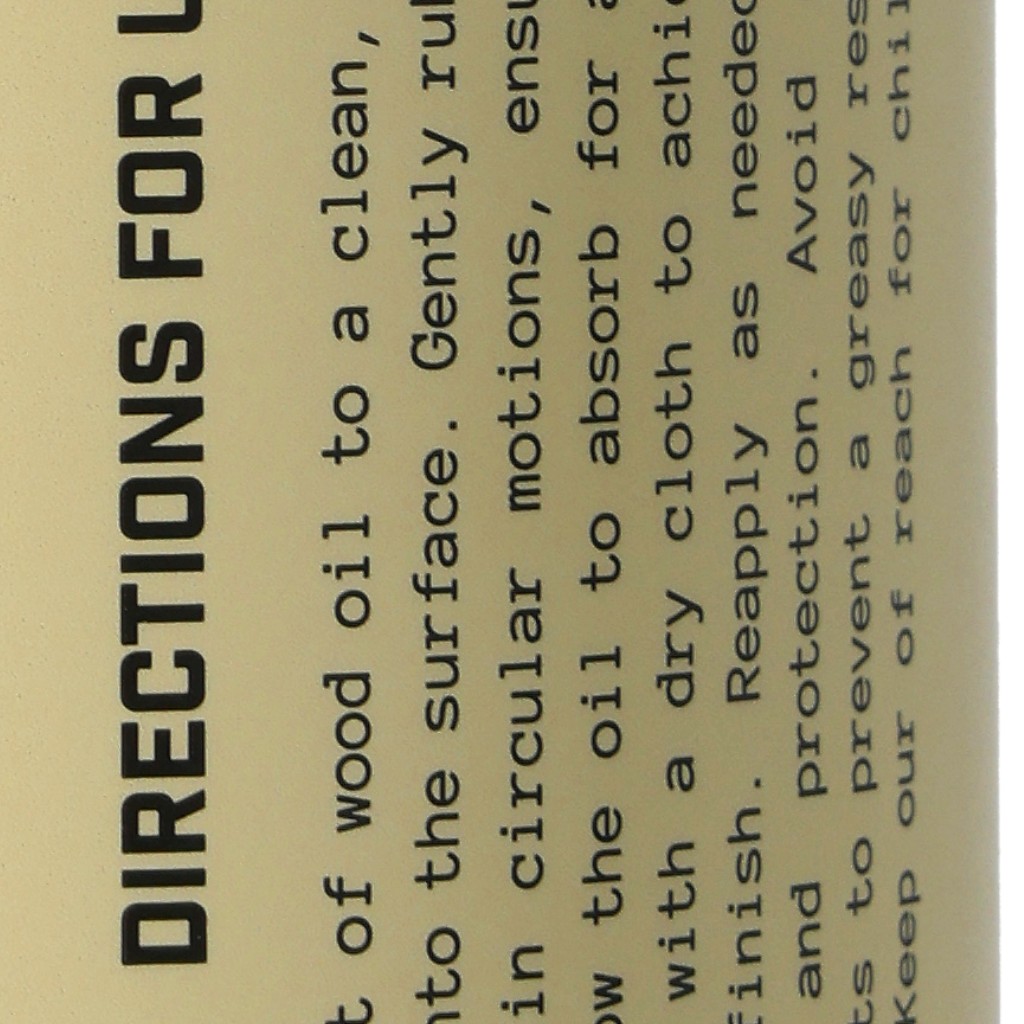 DIRECTIONS FOR
of wood oil to a clean,
the surface. Gently
in circular motions,
the oil to absorb for
with a dry cloth to
finish. Reapply as needed
and protection. Avoid
to prevent a greasy
Keep our of reach for